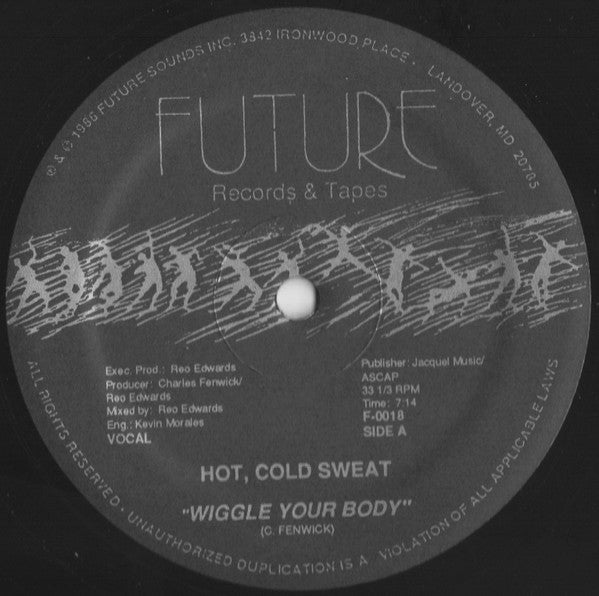 ℗ & © 1986 FUTURE SOUNDS INC. 3842 IRONWOOD PLACE · LANDOVER, MD 20785
FUTURE
Records & Tapes
Exec. Prod.: Reo Edwards
Producer: Charles Fenwick/
Reo Edwards
Mixed by: Reo Edwards
Eng.: Kevin Morales
VOCAL
Publisher: Jacquel Music/
ASCAP
33 1/3 RPM
Time: 7:14
F-0018
SIDE A
HOT, COLD SWEAT
"WIGGLE YOUR BODY"
(C. FENWICK)
ALL RIGHTS RESERVED · UNAUTHORIZED DUPLICATION IS A VIOLATION OF ALL APPLICABLE LAWS